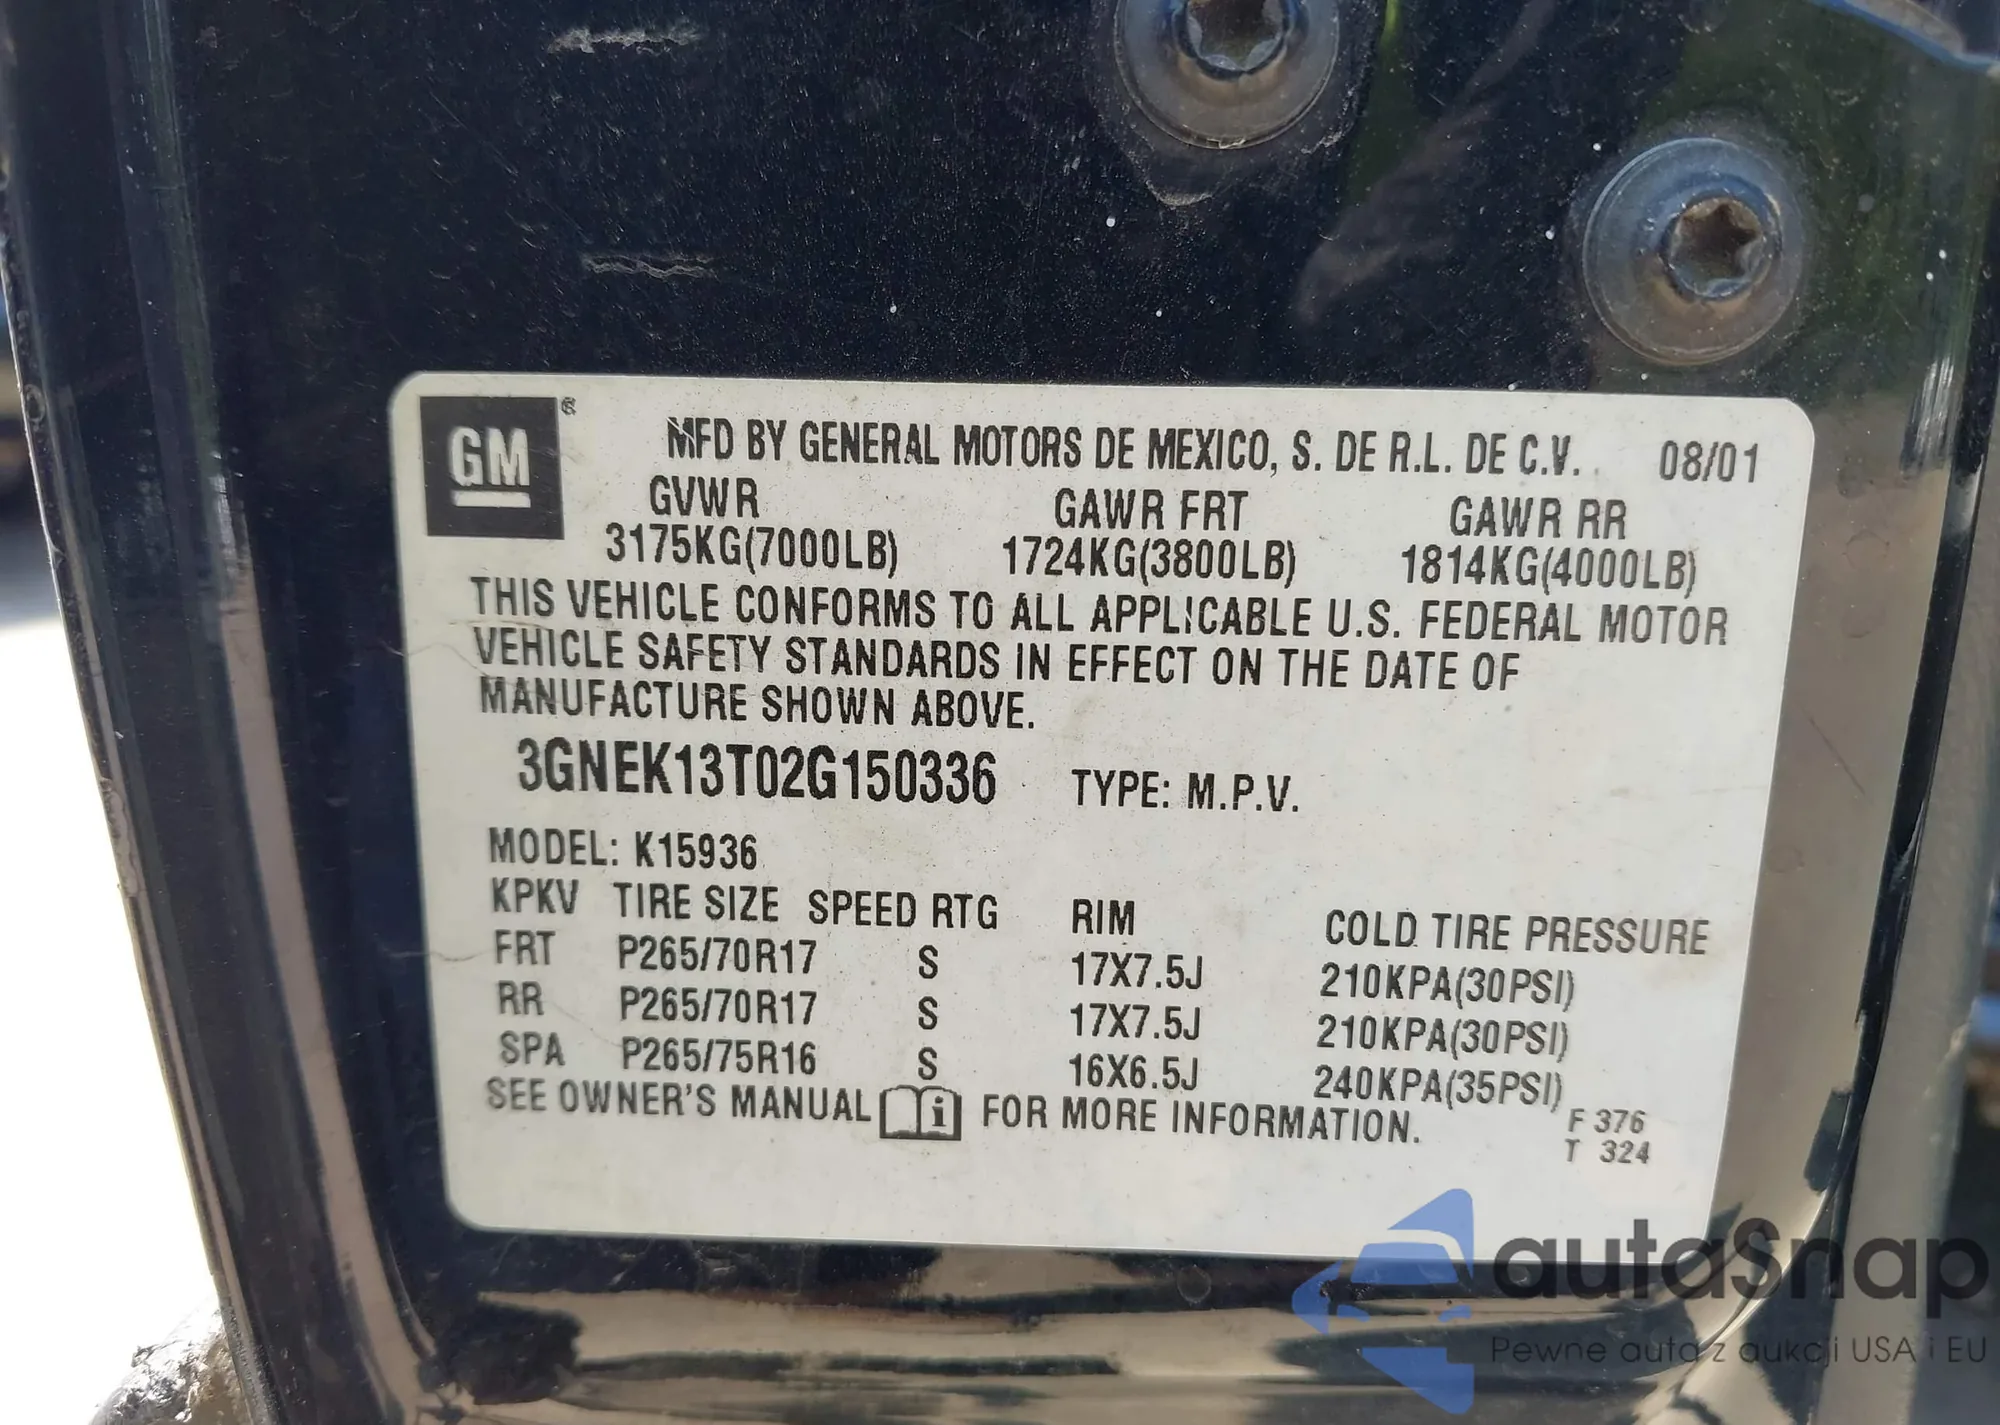 GM ®
MFD BY GENERAL MOTORS DE MEXICO, S. DE R.L. DE C.V. 08/01
GVWR GAWR FRT GAWR RR
3175KG(7000LB) 1724KG(3800LB) 1814KG(4000LB)
THIS VEHICLE CONFORMS TO ALL APPLICABLE U.S. FEDERAL MOTOR
VEHICLE SAFETY STANDARDS IN EFFECT ON THE DATE OF
MANUFACTURE SHOWN ABOVE.
3GNEK13T02G150336 TYPE: M.P.V.
MODEL: K15936
KPKV TIRE SIZE SPEED RTG RIM COLD TIRE PRESSURE
FRT P265/70R17 S 17X7.5J 210KPA(30PSI)
RR P265/70R17 S 17X7.5J 210KPA(30PSI)
SPA P265/75R16 S 16X6.5J 240KPA(35PSI)
SEE OWNER'S MANUAL i FOR MORE INFORMATION.
F 376
T 324
autaSnap
Pewne auta z aukcji USA i EU